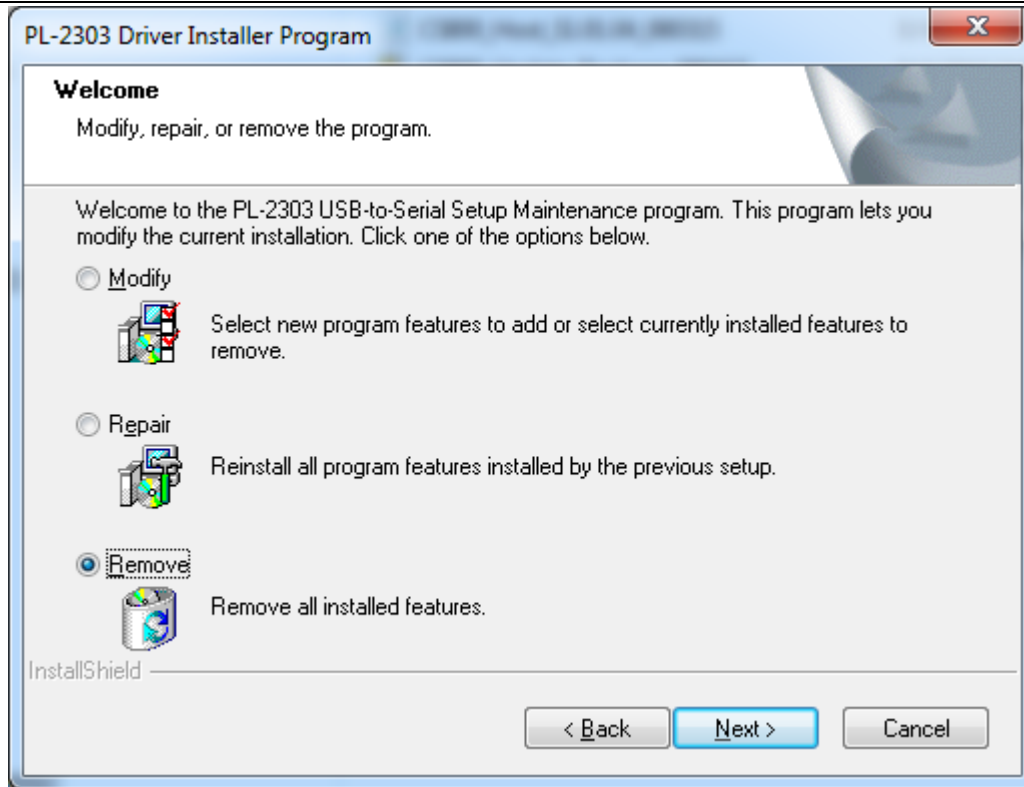 PL-2303 Driver Installer Program
Welcome
Modify, repair, or remove the program.
Welcome to the PL-2303 USB-to-Serial Setup Maintenance program. This program lets you
modify the current installation. Click one of the options below.
Modify
Select new program features to add or select currently installed features to
remove.
Repair
Reinstall all program features installed by the previous setup.
Remove
Remove all installed features.
InstallShield
< Back Next > Cancel